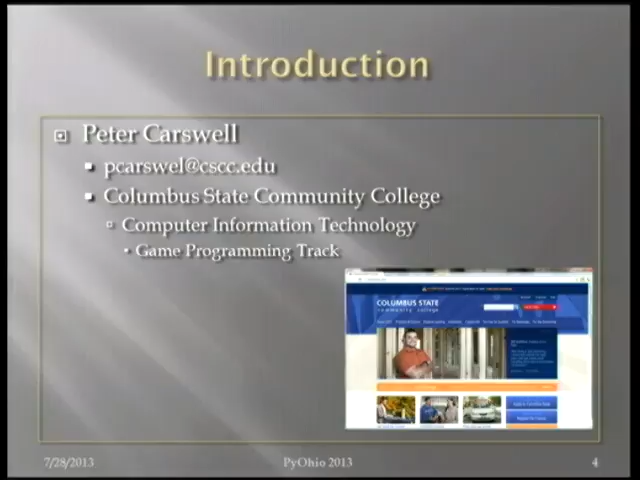 Introduction
Peter Carswell
pcarswel@cscc.edu
Columbus State Community College
Computer Information Technology
Game Programming Track
COLUMBUS STATE
community college
7/28/2013
PyOhio 2013
4